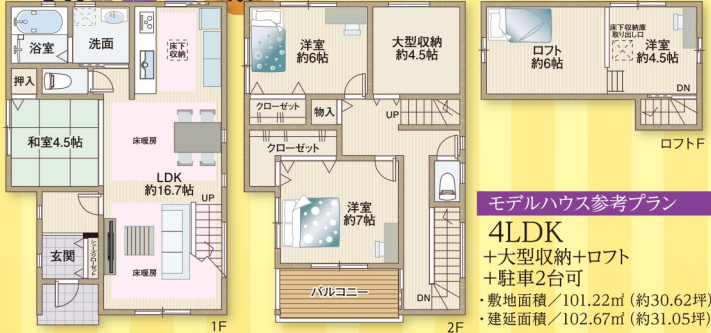 浴室
洗面
床下
収納
押入
和室4.5帖
床暖房
LDK
約16.7帖
UP
玄関
シューズクローゼット
床暖房
1F
洋室
約6帖
大型収納
約4.5帖
クローゼット
物入
UP
クローゼット
洋室
約7帖
バルコニー
DN
2F
ロフト
約6帖
床下収納庫
取り出し口
洋室
約4.5帖
DN
ロフトF
モデルハウス参考プラン
4LDK
+大型収納+ロフト
+駐車2台可
・敷地面積／101.22㎡（約30.62坪）
・建延面積／102.67㎡（約31.05坪）